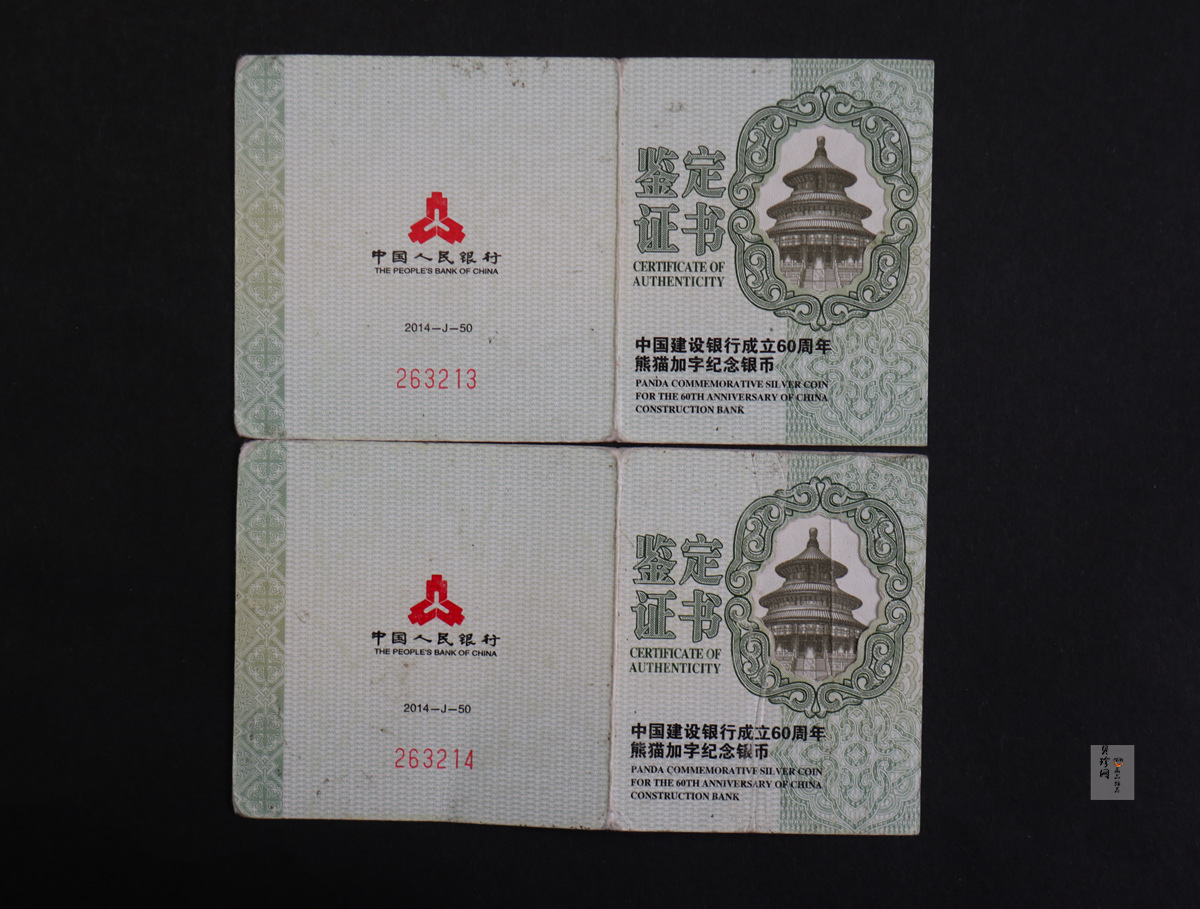 中国人民银行
THE PEOPLE'S BANK OF CHINA
2014-J-50
263213
鉴定
证书
CERTIFICATE OF
AUTHENTICITY
中国建设银行成立60周年
熊猫加字纪念银币
PANDA COMMEMORATIVE SILVER COIN
FOR THE 60TH ANNIVERSARY OF CHINA
CONSTRUCTION BANK
中国人民银行
THE PEOPLE'S BANK OF CHINA
2014-J-50
263214
鉴定
证书
CERTIFICATE OF
AUTHENTICITY
中国建设银行成立60周年
熊猫加字纪念银币
PANDA COMMEMORATIVE SILVER COIN
FOR THE 60TH ANNIVERSARY OF CHINA
CONSTRUCTION BANK